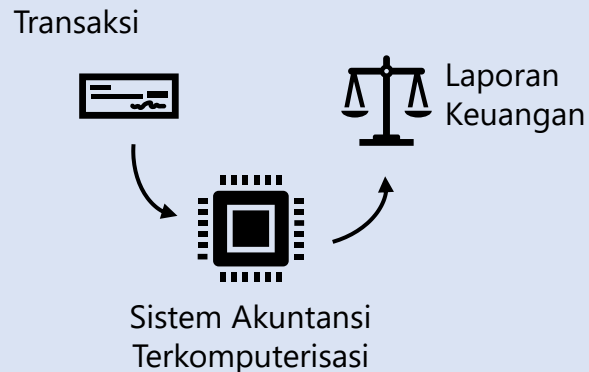 Transaksi
Laporan
Keuangan
Sistem Akuntansi
Terkomputerisasi